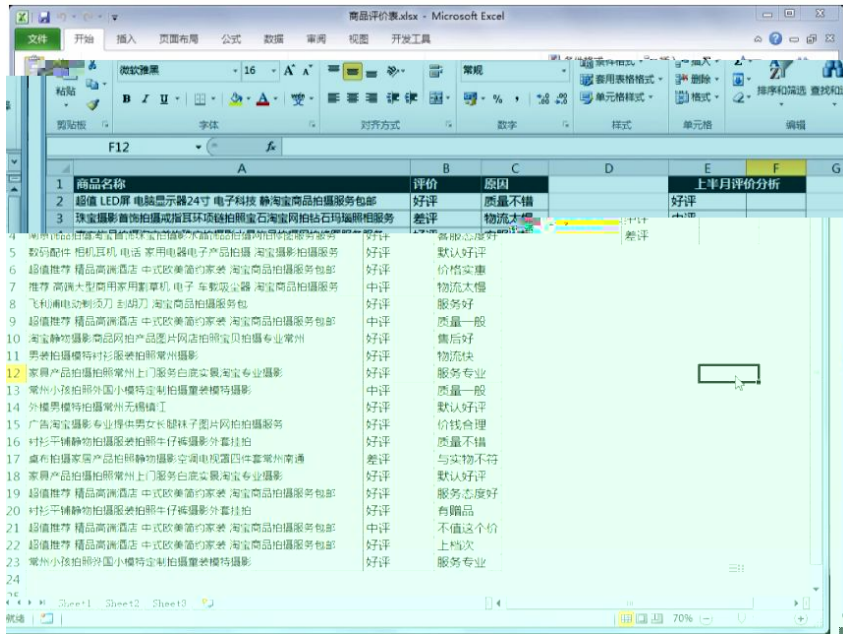 商品评价表.xlsx - Microsoft Excel
文件 开始 插入 页面布局 公式 数据 审阅 视图 开发工具
微软雅黑 16 常规 条件格式 插入
粘贴 套用表格格式 删除 排序和筛选
单元格样式 格式
剪贴板 字体 对齐方式 数字 样式 单元格 编辑
F12 fx
A B C D E F G
1 商品名称 评价 原因 上半月评价分析
2 超值 LED屏 电脑显示器24寸 电子科技 静淘宝商品拍摄服务包邮 好评 质量不错 好评
3 珠宝摄影首饰拍摄戒指耳环项链拍照宝石淘宝网拍钻石玛瑙照相服务 差评 物流太慢 中评
4 好评 客服态度好 差评
5 数码配件 相机耳机 电话 家用电器电子产品拍摄 淘宝摄影拍摄服务 好评 默认好评
6 超值推荐 精品高端酒店 中式欧美简约家装 淘宝商品拍摄服务包邮 好评 价格实惠
7 推荐 高端大型商用家用割草机 电子 车载吸尘器 淘宝商品拍摄服务 中评 物流太慢
8 飞利浦电动剃须刀 刮胡刀 淘宝商品拍摄服务包 好评 服务好
9 超值推荐 精品高端酒店 中式欧美简约家装 淘宝商品拍摄服务包邮 中评 质量一般
10 淘宝静物摄影商品网拍产品图片网店拍照宝贝拍摄专业常州 好评 售后好
11 男装拍摄模特衬衫服装拍照常州摄影 好评 物流快
12 家具产品拍摄拍照常州上门服务白底实景淘宝专业摄影 好评 服务专业
13 常州小孩拍照外国小模特定制拍摄童装模特摄影 中评 质量一般
14 外模男模特拍摄常州无锡镇江 好评 默认好评
15 广告淘宝摄影专业提供男女长腿袜子图片网拍拍摄服务 好评 价钱合理
16 衬衫平铺静物拍摄服装拍照牛仔裤摄影外套挂拍 好评 质量不错
17 桌布拍摄家居产品拍照静物摄影空调电视罩四件套常州南通 差评 与实物不符
18 家具产品拍摄拍照常州上门服务白底实景淘宝专业摄影 好评 默认好评
19 超值推荐 精品高端酒店 中式欧美简约家装 淘宝商品拍摄服务包邮 好评 服务态度好
20 衬衫平铺静物拍摄服装拍照牛仔裤摄影外套挂拍 好评 有赠品
21 超值推荐 精品高端酒店 中式欧美简约家装 淘宝商品拍摄服务包邮 中评 不值这个价
22 超值推荐 精品高端酒店 中式欧美简约家装 淘宝商品拍摄服务包邮 好评 上档次
23 常州小孩拍照外国小模特定制拍摄童装模特摄影 好评 服务专业
24
Sheet1 Sheet2 Sheet3
就绪 70%